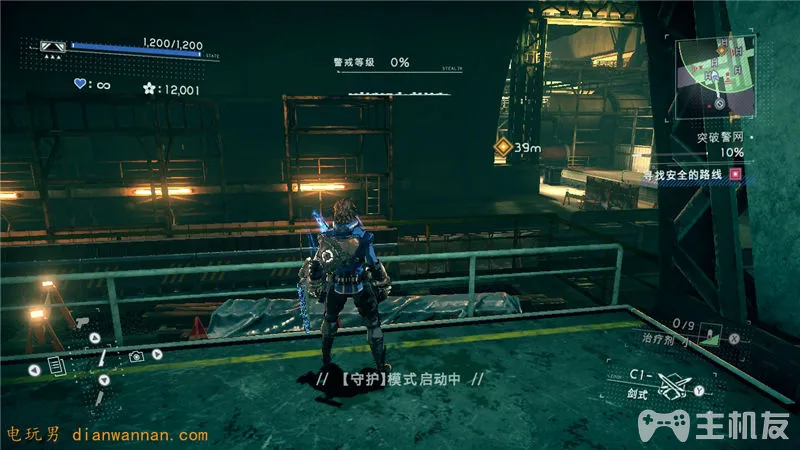 1,200/1,200
STATE
: ∞
: 12,001
警戒等级 0%
STEALTH
39m
突破警网
10%
寻找安全的路线
0/9
治疗剂 小
X
C1-
剑式
Y
// 【守护】模式启动中 //
电玩男 dianwannan.com
主机友